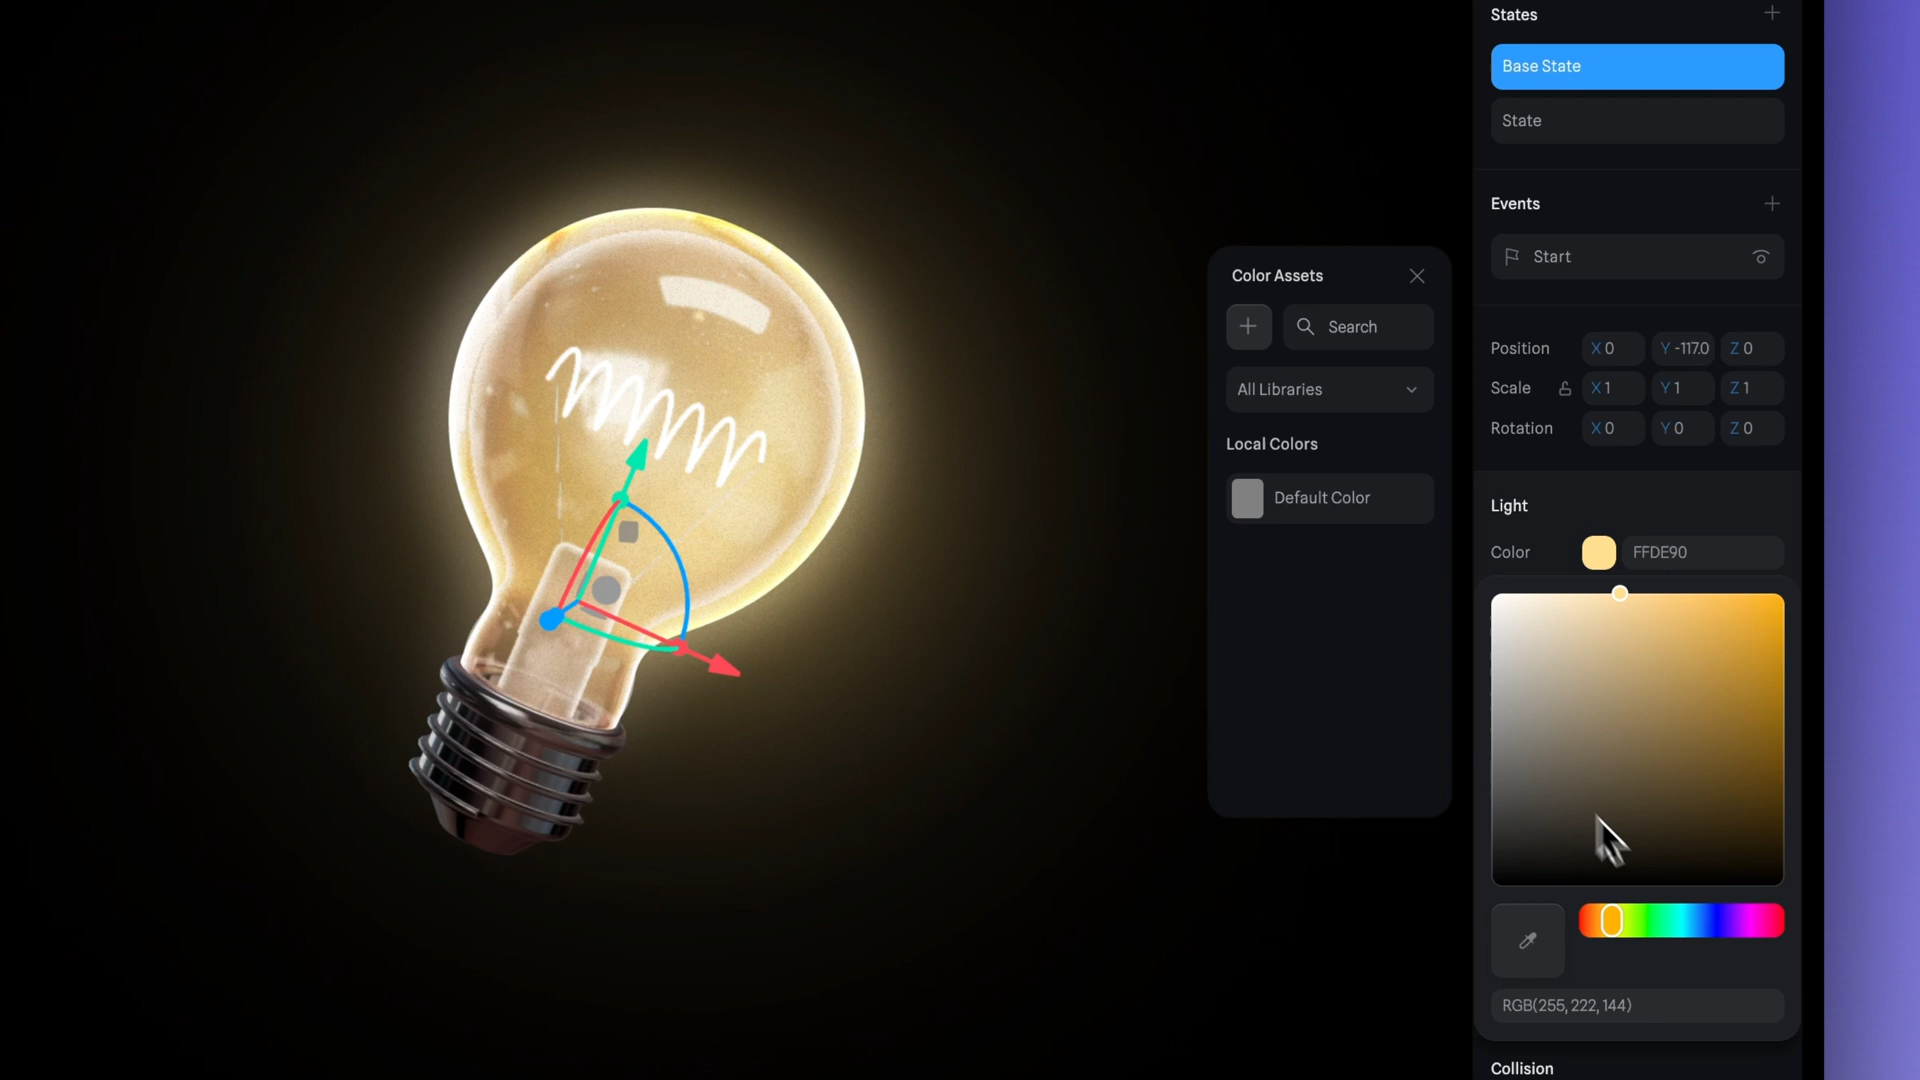 States
Base State
State
Events
Start
Color Assets
Search
All Libraries
Local Colors
Default Color
Position X 0 Y -117.0 Z 0
Scale X 1 Y 1 Z 1
Rotation X 0 Y 0 Z 0
Light
Color FFDE90
RGB(255, 222, 144)
Collision